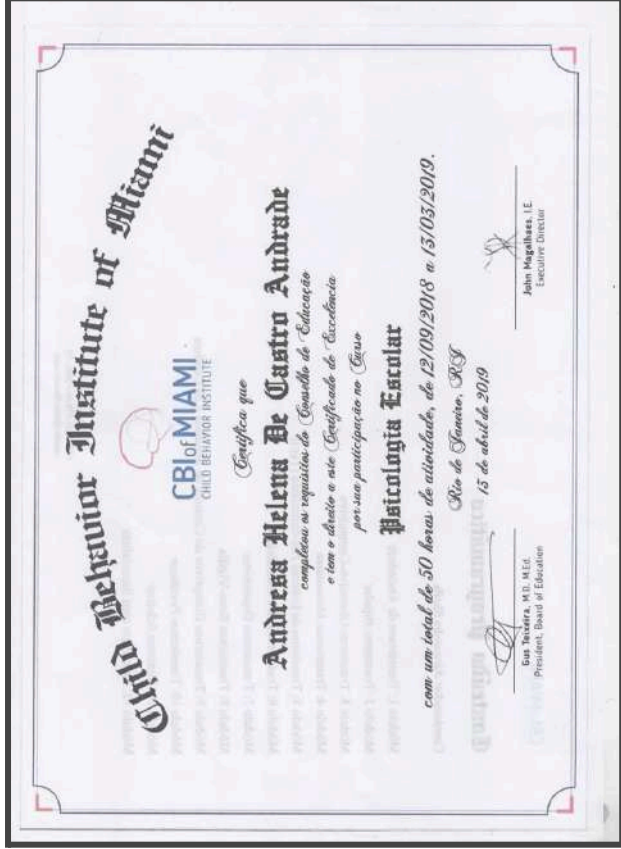 Child Behavior Institute of Miami
CBI of MIAMI
CHILD BEHAVIOR INSTITUTE
Certifica que
Andresa Helena De Castro Andrade
completou os requisitos do Conselho de Educação
e tem o direito a este Certificado de Excelência
por sua participação no Curso
Psicologia Escolar
com um total de 50 horas de atividade, de 12/09/2018 a 13/03/2019.
Rio de Janeiro, RJ
15 de abril de 2019
Gus Teixeira, M.D. M.Ed.
President, Board of Education
John Magalhaes, I.E.
Executive Director